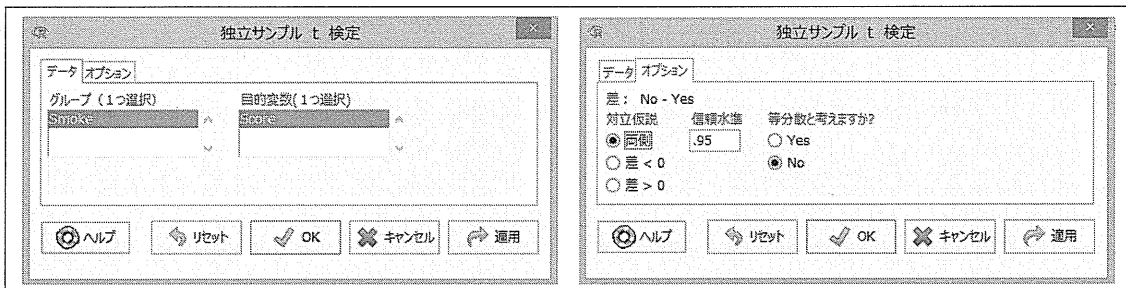 独立サンプル t 検定
データ オプション
グループ (1つ選択) 目的変数(1つ選択)
Smoke Score
ヘルプ リセット OK キャンセル 適用
独立サンプル t 検定
データ オプション
差: No - Yes
対立仮説 信頼水準 等分散と考えますか?
両側 .95 Yes
差 < 0 No
差 > 0
ヘルプ リセット OK キャンセル 適用